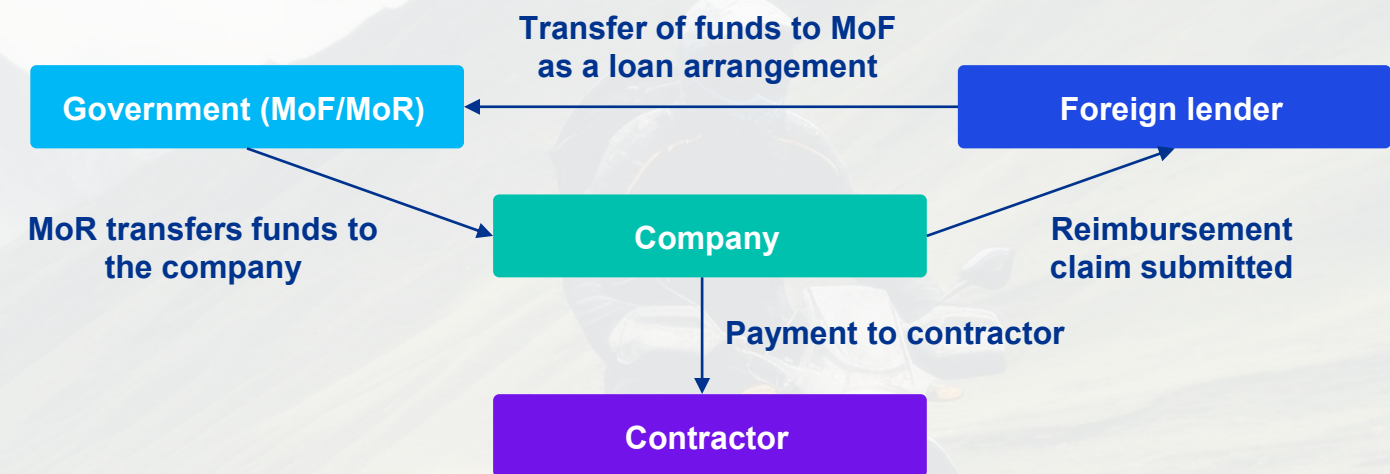 Transfer of funds to MoF
as a loan arrangement
Government (MoF/MoR)
Foreign lender
MoR transfers funds to
the company
Company
Reimbursement
claim submitted
Payment to contractor
Contractor